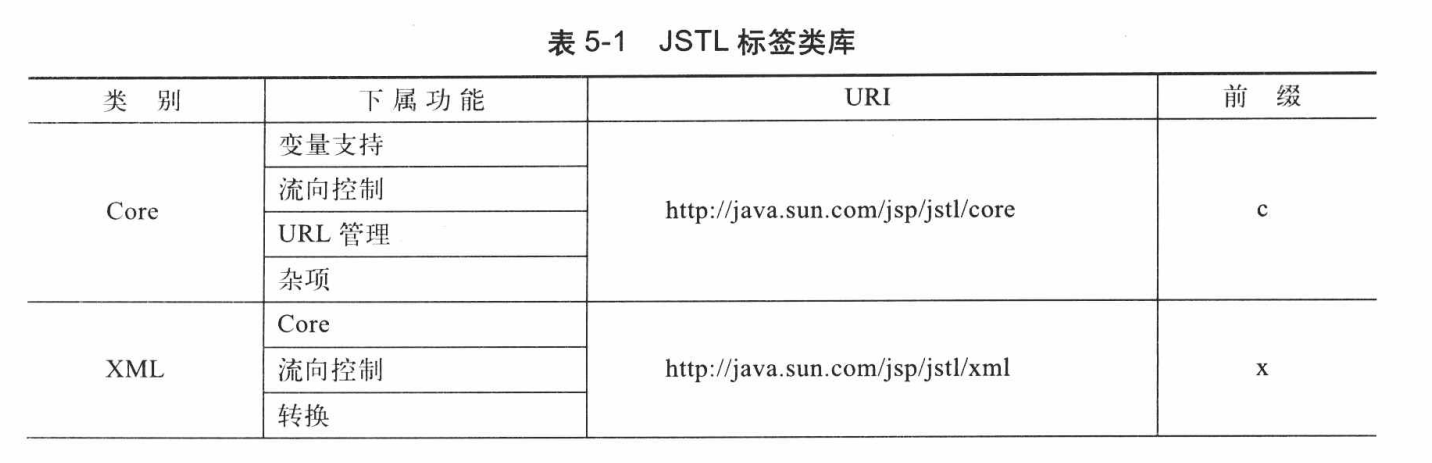 表 5-1 JSTL 标签类库
类 别 下属功能 URI 前 缀
变量支持
流向控制
Core http://java.sun.com/jsp/jstl/core c
URL 管理
杂项
Core
XML 流向控制 http://java.sun.com/jsp/jstl/xml x
转换